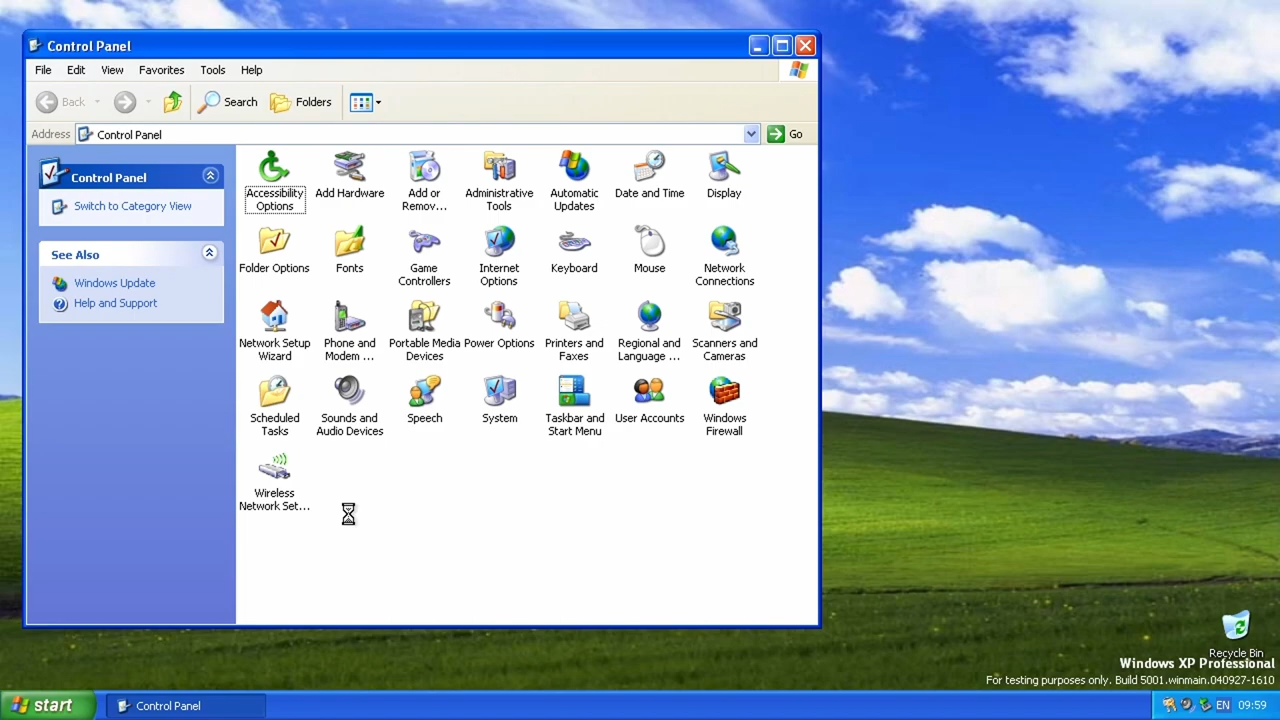 Control Panel
File Edit View Favorites Tools Help
Back Search Folders
Address Control Panel Go
Control Panel
Switch to Category View
See Also
Windows Update
Help and Support
Accessibility Options
Add Hardware
Add or Remov...
Administrative Tools
Automatic Updates
Date and Time
Display
Folder Options
Fonts
Game Controllers
Internet Options
Keyboard
Mouse
Network Connections
Network Setup Wizard
Phone and Modem ...
Portable Media Devices
Power Options
Printers and Faxes
Regional and Language ...
Scanners and Cameras
Scheduled Tasks
Sounds and Audio Devices
Speech
System
Taskbar and Start Menu
User Accounts
Windows Firewall
Wireless Network Set...
Recycle Bin
Windows XP Professional
For testing purposes only. Build 5001.winmain.040927-1610
start Control Panel EN 09:59